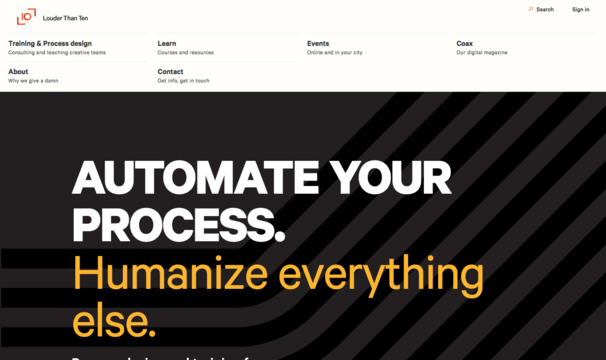 Louder Than Ten
Search Sign in
Training & Process design
Consulting and teaching creative teams
Learn
Courses and resources
Events
Online and in your city
Coax
Our digital magazine
About
Why we give a damn
Contact
Get info, get in touch
AUTOMATE YOUR
PROCESS.
Humanize everything
else.